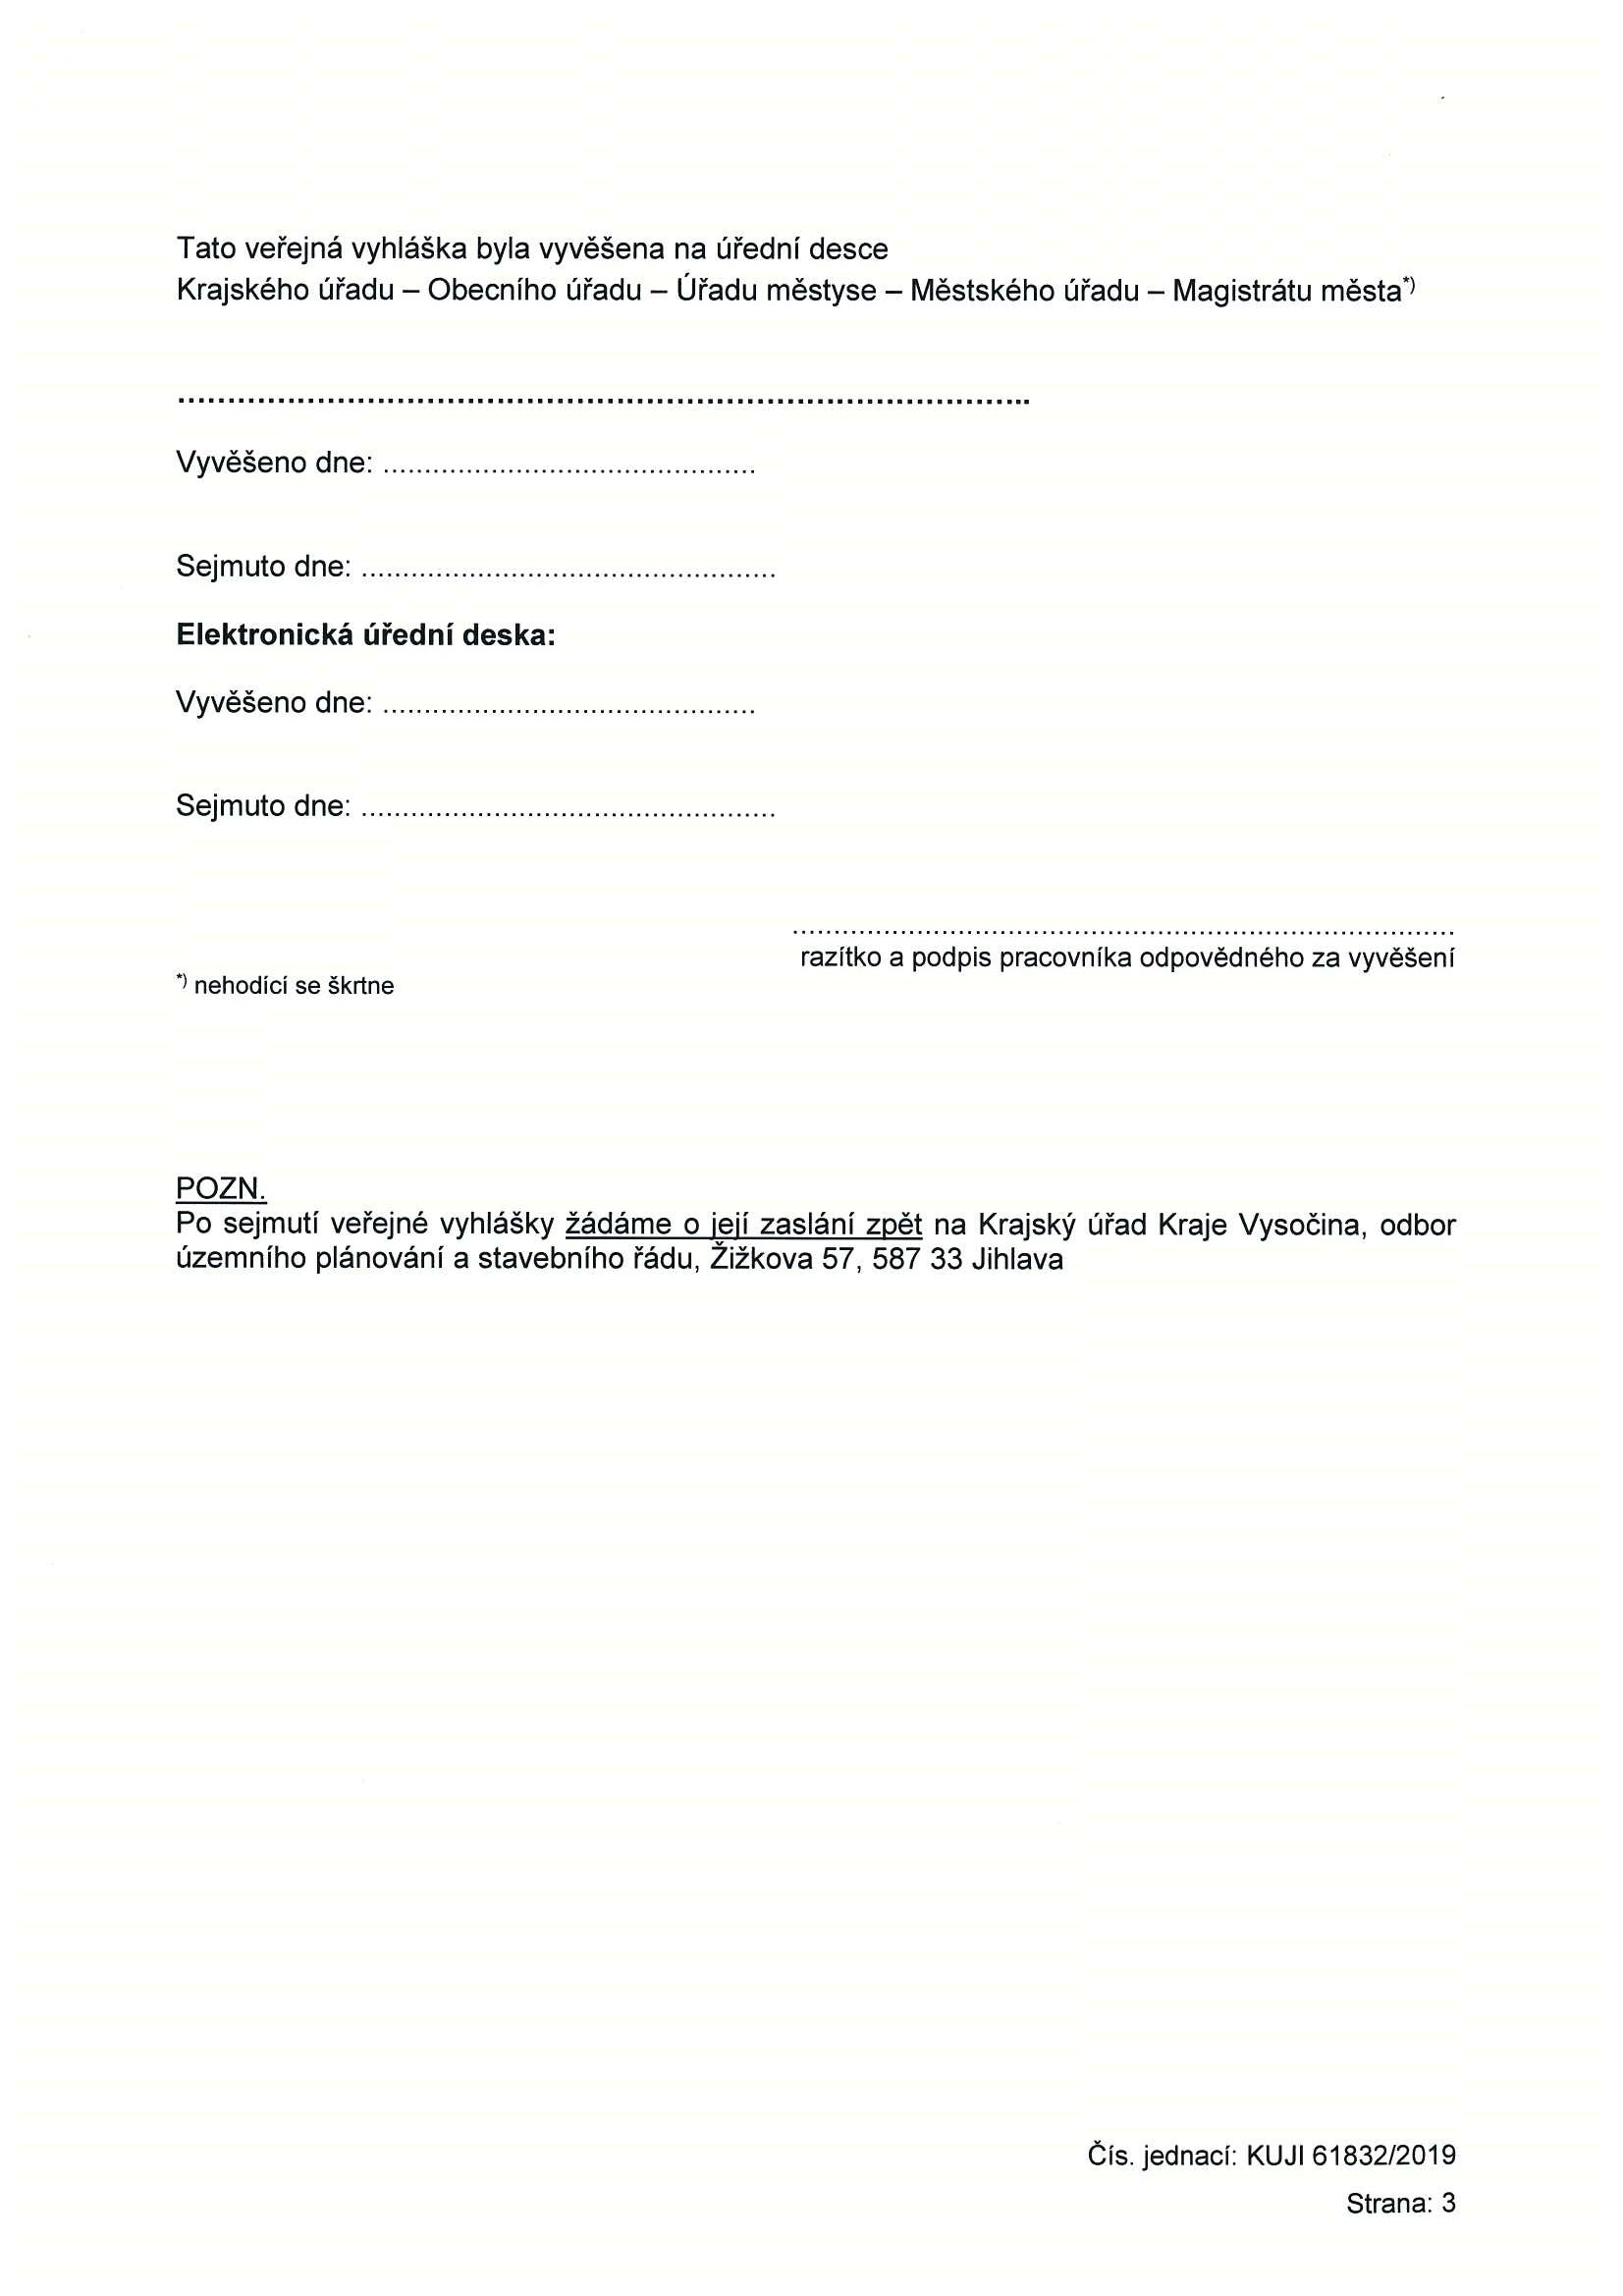 Tato veřejná vyhláška byla vyvěšena na úřední desce
Krajského úřadu – Obecního úřadu – Úřadu městyse – Městského úřadu – Magistrátu města*)
................................................................................
Vyvěšeno dne: .............................................
Sejmuto dne: ..................................................
Elektronická úřední deska:
Vyvěšeno dne: .............................................
Sejmuto dne: ..................................................
................................................................................
razítko a podpis pracovníka odpovědného za vyvěšení
*) nehodící se škrtne
POZN.
Po sejmutí veřejné vyhlášky žádáme o její zaslání zpět na Krajský úřad Kraje Vysočina, odbor
územního plánování a stavebního řádu, Žižkova 57, 587 33 Jihlava
Čís. jednací: KUJI 61832/2019
Strana: 3